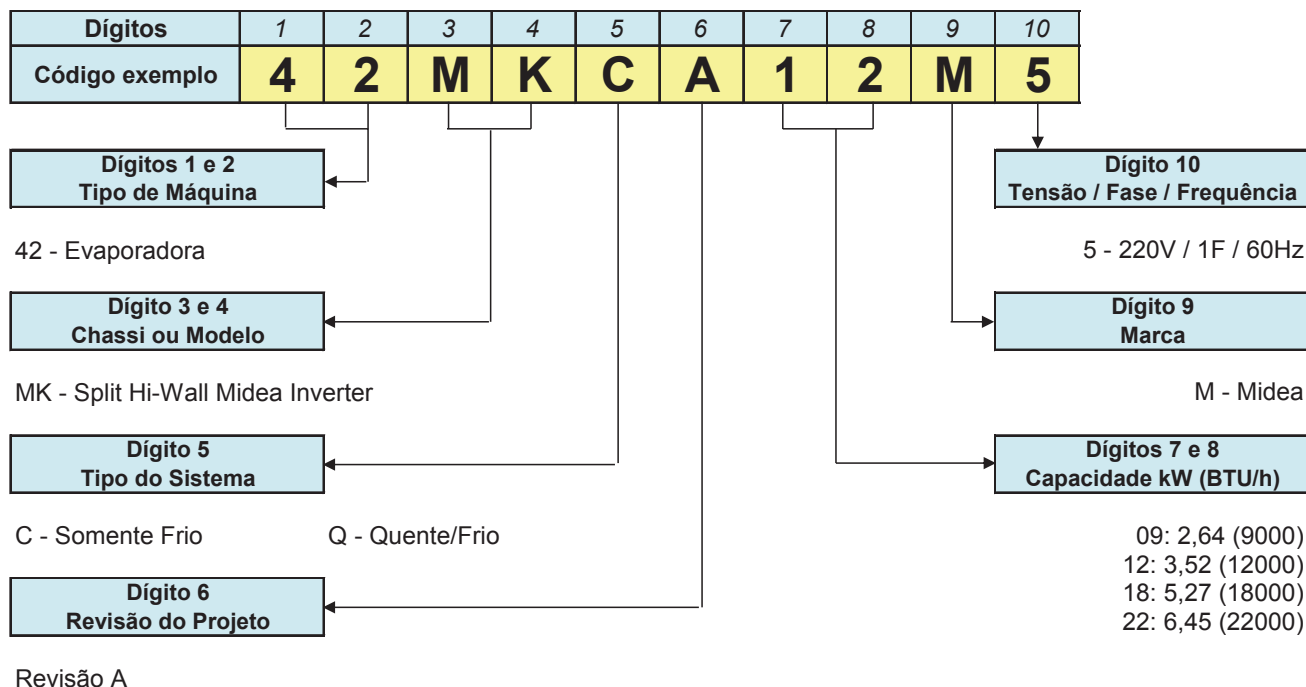 Dígitos 1 2 3 4 5 6 7 8 9 10
Código exemplo 4 2 M K C A 1 2 M 5
Dígitos 1 e 2
Tipo de Máquina
42 - Evaporadora
Dígito 3 e 4
Chassi ou Modelo
MK - Split Hi-Wall Midea Inverter
Dígito 5
Tipo do Sistema
C - Somente Frio Q - Quente/Frio
Dígito 6
Revisão do Projeto
Revisão A
Dígito 10
Tensão / Fase / Frequência
5 - 220V / 1F / 60Hz
Dígito 9
Marca
M - Midea
Dígitos 7 e 8
Capacidade kW (BTU/h)
09: 2,64 (9000)
12: 3,52 (12000)
18: 5,27 (18000)
22: 6,45 (22000)